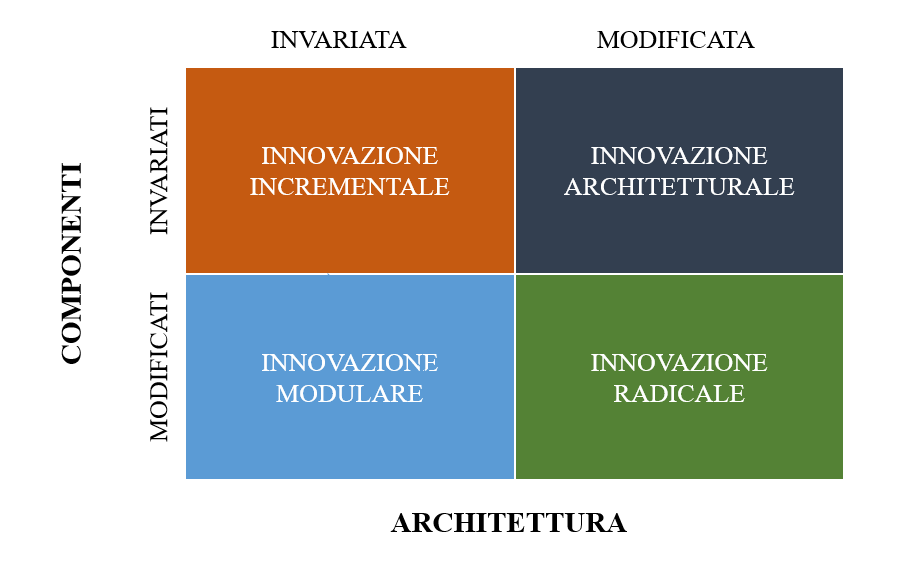 INVARIATA
MODIFICATA
COMPONENTI
INVARIATI
INNOVAZIONE
INCREMENTALE
INNOVAZIONE
ARCHITETTURALE
MODIFICATI
INNOVAZIONE
MODULARE
INNOVAZIONE
RADICALE
ARCHITETTURA